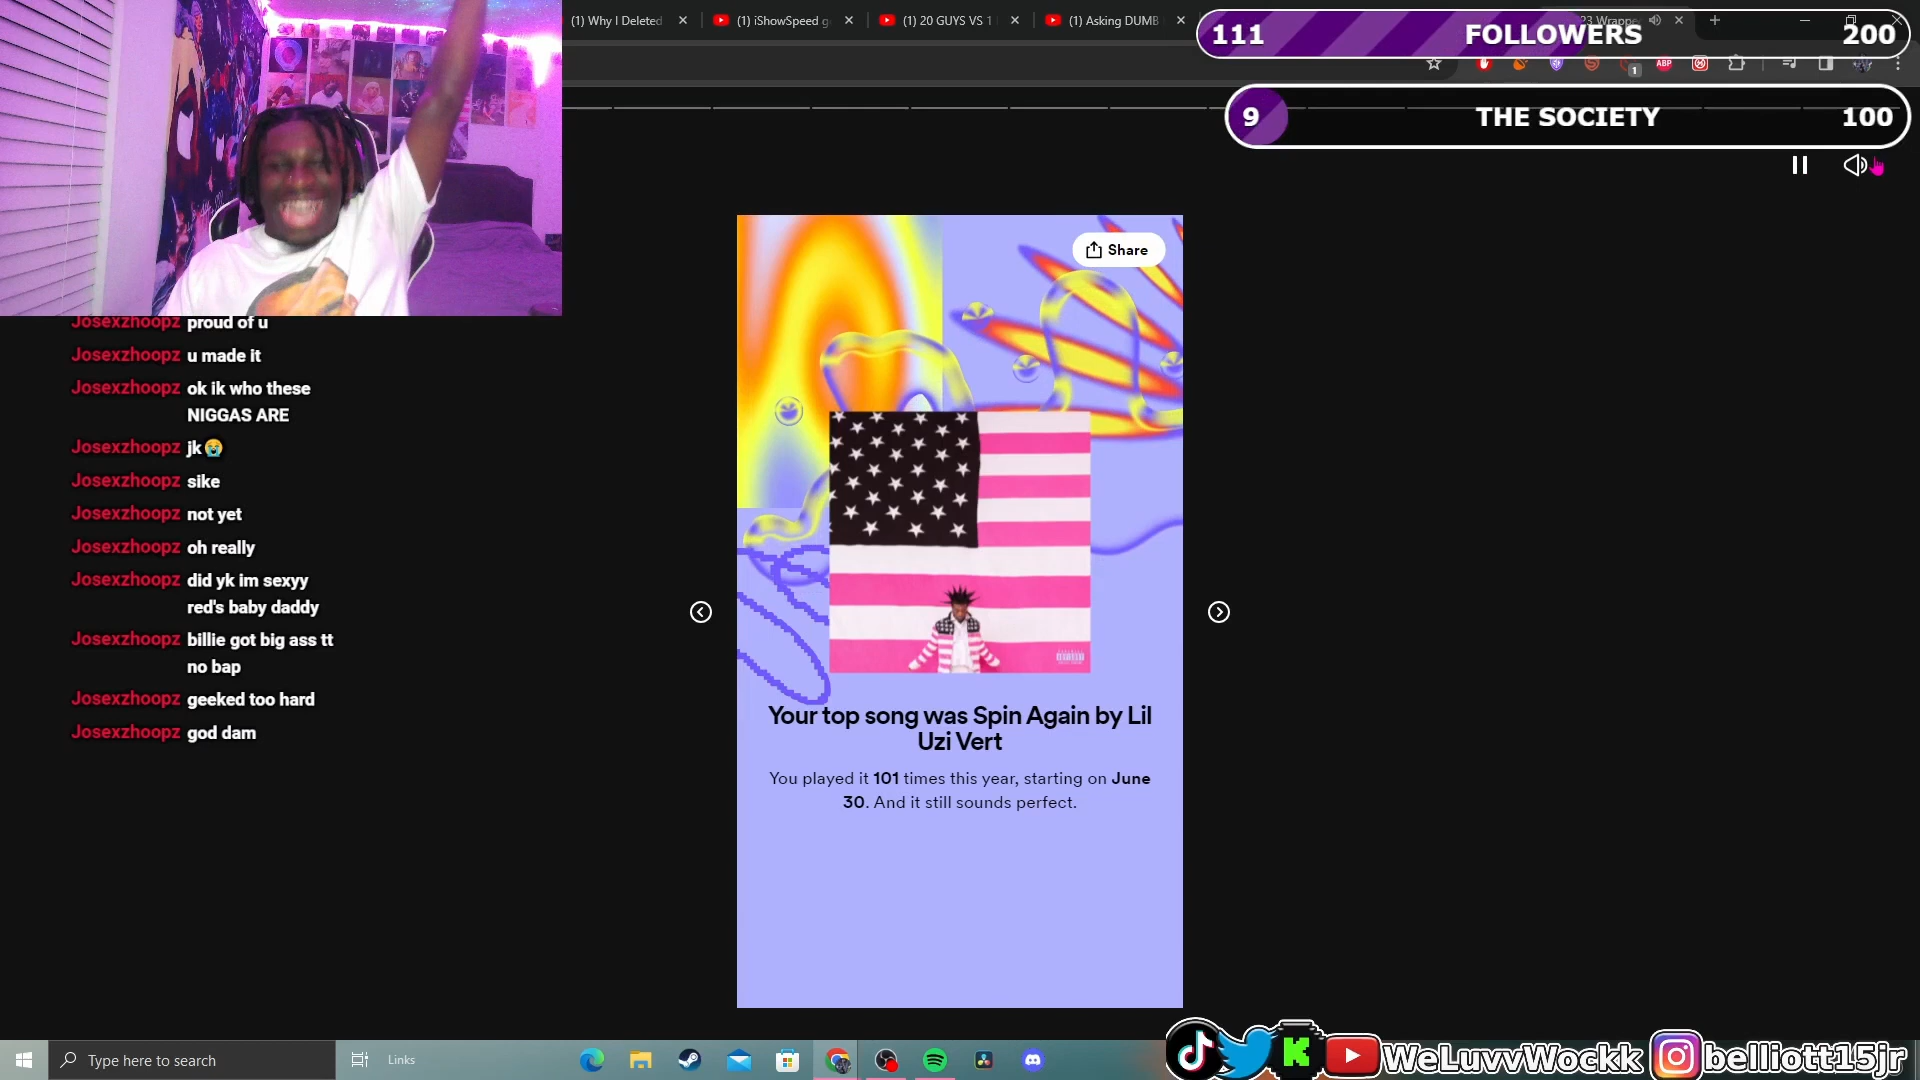 (1) Why I Deleted
(1) iShowSpeed g
(1) 20 GUYS VS 1
(1) Asking DUMB
23 Wrapp
111 FOLLOWERS 200
1
ABP
9 THE SOCIETY 100
Share
Josexzhoopz proud of u
Josexzhoopz u made it
Josexzhoopz ok ik who these
NIGGAS ARE
Josexzhoopz jk
Josexzhoopz sike
Josexzhoopz not yet
Josexzhoopz oh really
Josexzhoopz did yk im sexyy
red's baby daddy
Josexzhoopz billie got big ass tt
no bap
Josexzhoopz geeked too hard
Josexzhoopz god dam
Your top song was Spin Again by Lil
Uzi Vert
You played it 101 times this year, starting on June
30. And it still sounds perfect.
Type here to search
Links
K
WeLuvvWockk
belliott15jr